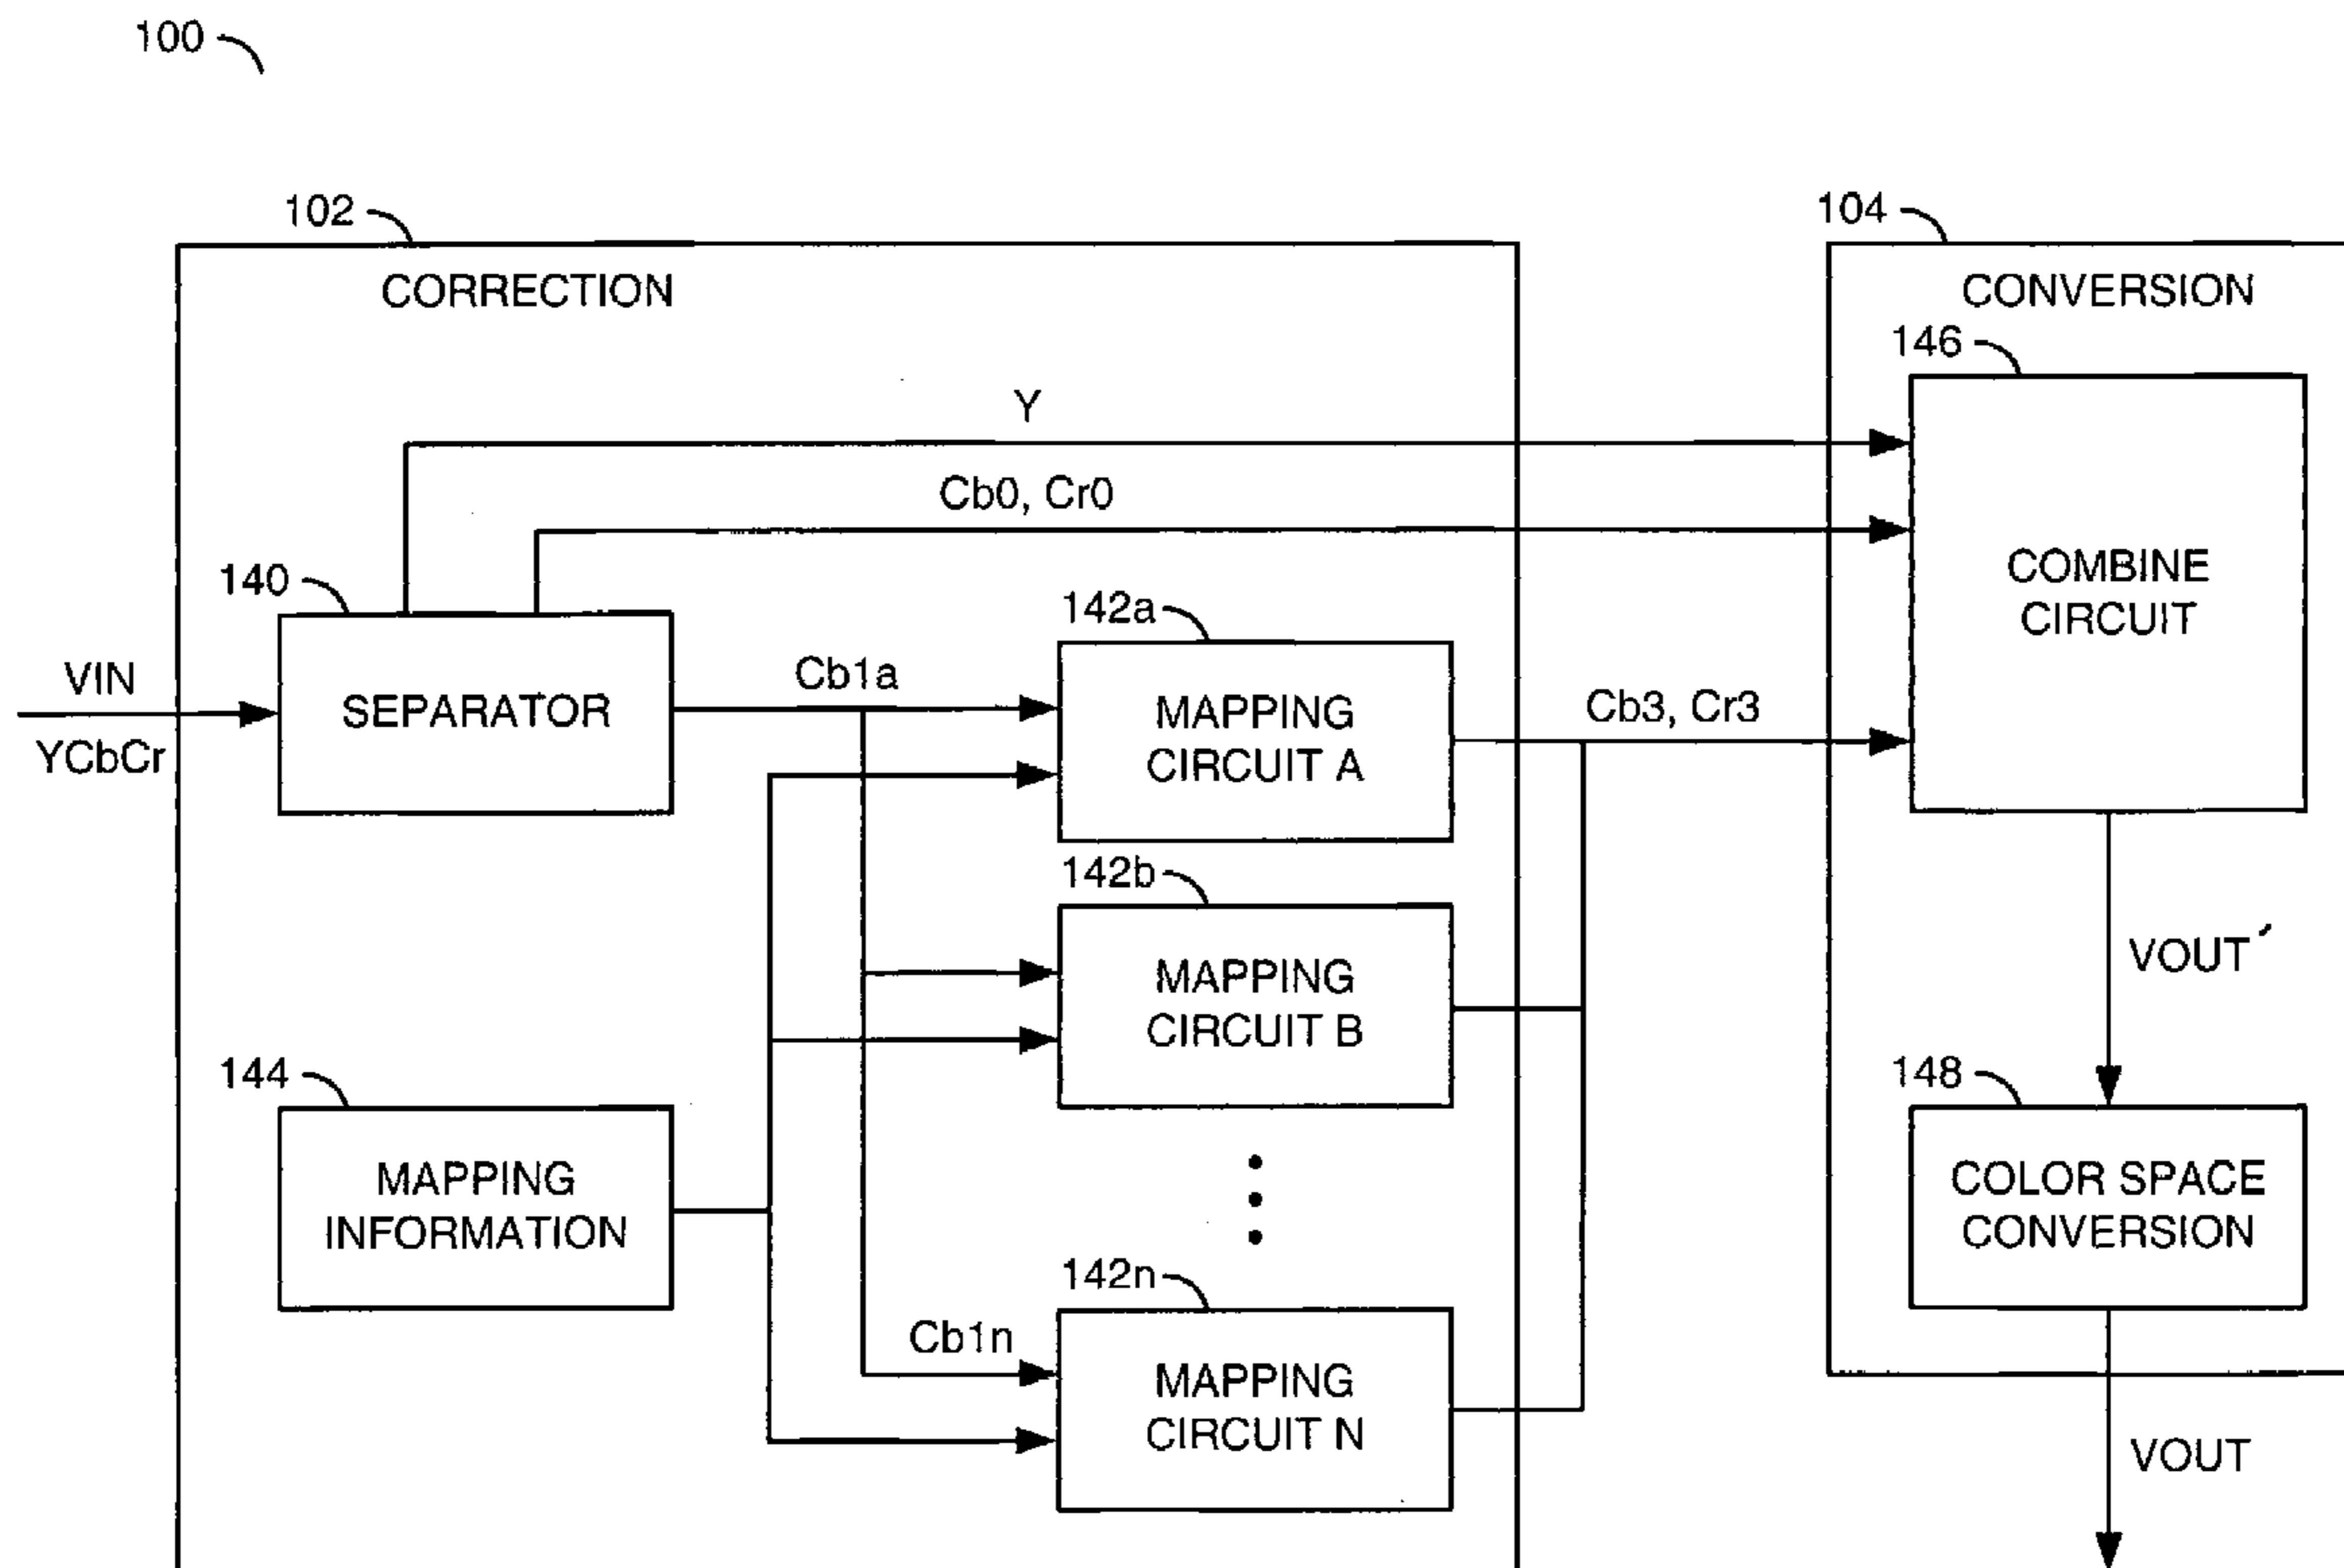 100
102
104
CORRECTION
CONVERSION
146
Y
Cb0, Cr0
COMBINE
CIRCUIT
140
142a
VIN
YCbCr
SEPARATOR
Cb1a
MAPPING
CIRCUIT A
Cb3, Cr3
142b
MAPPING
CIRCUIT B
VOUT´
144
MAPPING
INFORMATION
148
COLOR SPACE
CONVERSION
142n
Cb1n
MAPPING
CIRCUIT N
VOUT